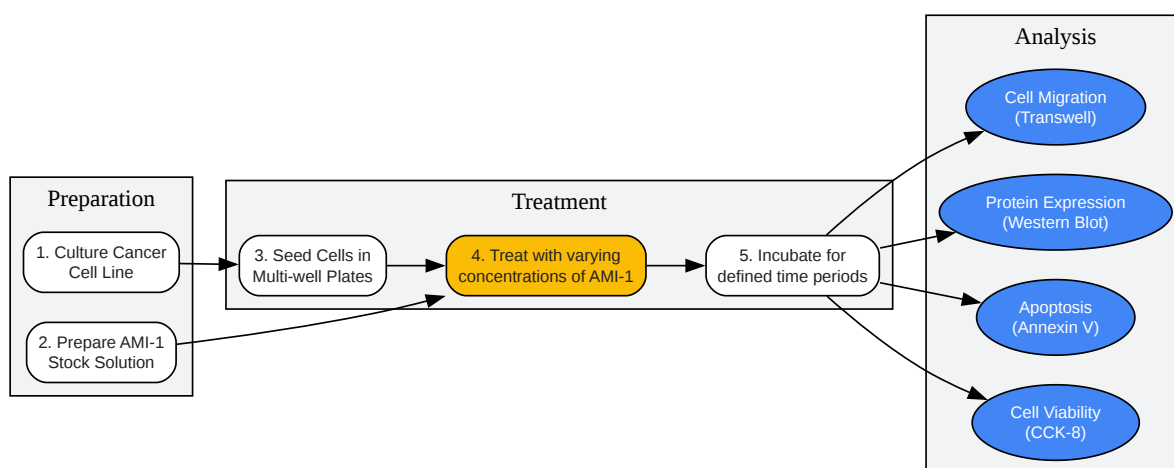 Preparation
1. Culture Cancer
Cell Line
2. Prepare AMI-1
Stock Solution
Treatment
3. Seed Cells in
Multi-well Plates
4. Treat with varying
concentrations of AMI-1
5. Incubate for
defined time periods
Analysis
Cell Migration
(Transwell)
Protein Expression
(Western Blot)
Apoptosis
(Annexin V)
Cell Viability
(CCK-8)